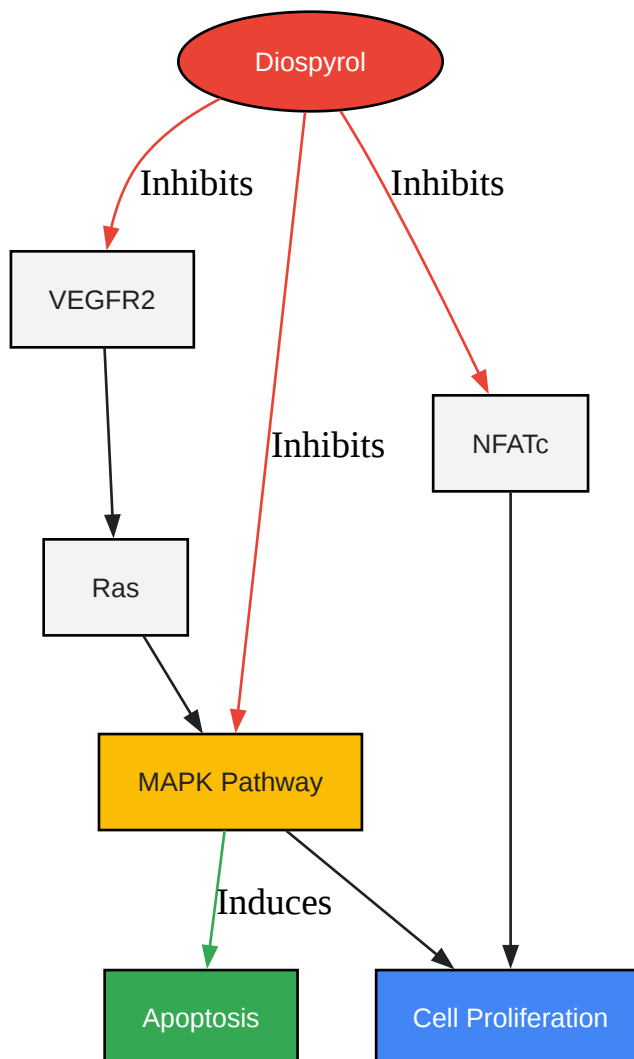 Diospyrol
Inhibits
Inhibits
VEGFR2
Inhibits
NFATc
Ras
MAPK Pathway
Induces
Apoptosis
Cell Proliferation